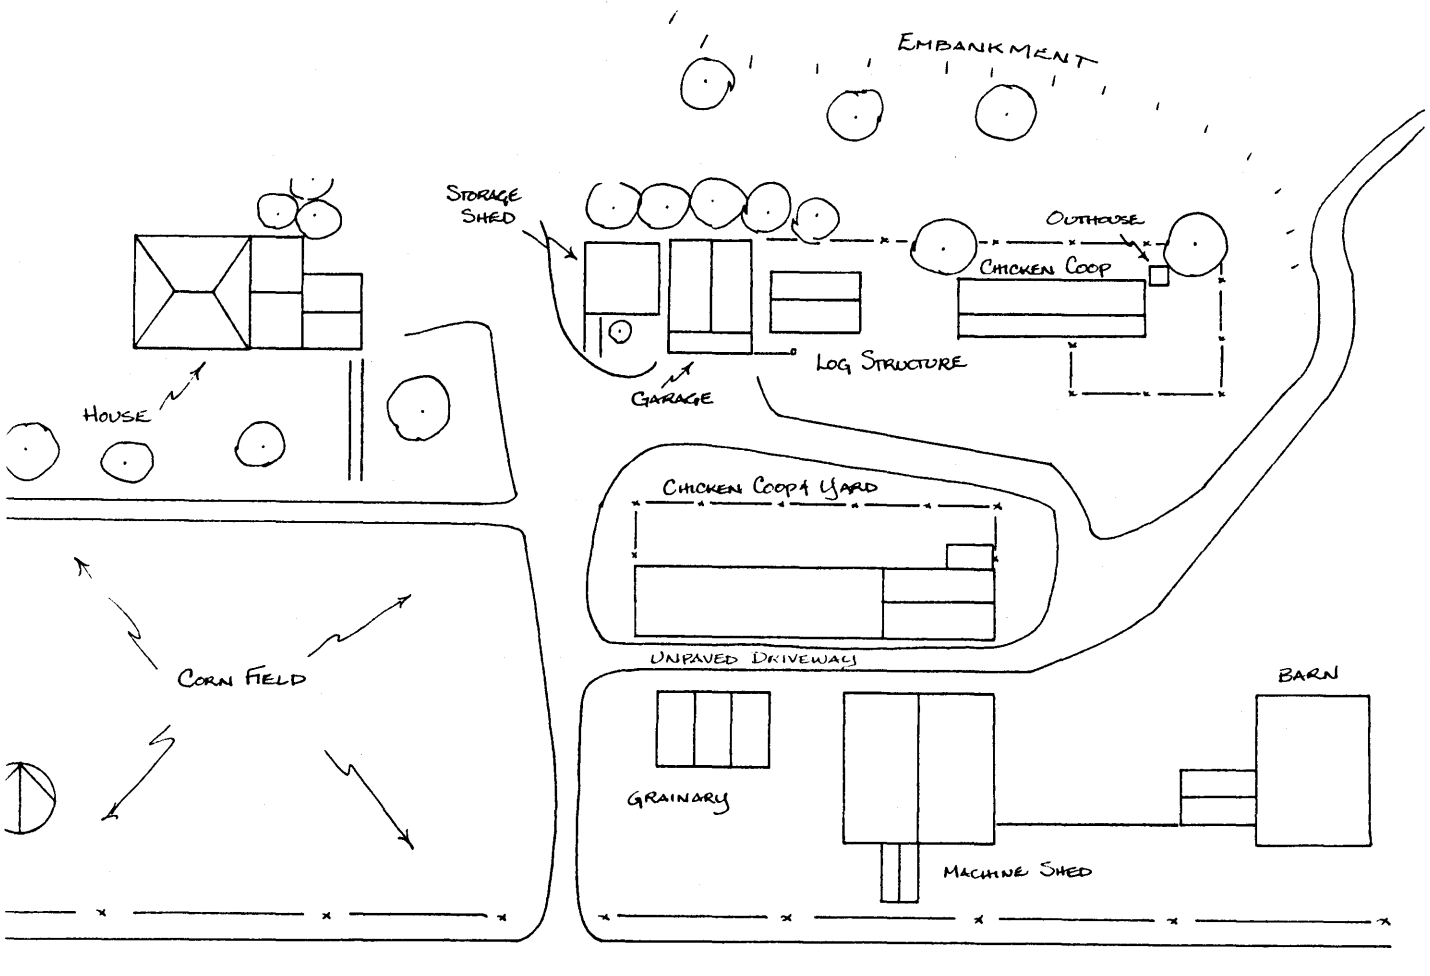 EMBANKMENT
STORAGE
SHED
OUTHOUSE
CHICKEN COOP
LOG STRUCTURE
GARAGE
HOUSE
CHICKEN COOP & YARD
UNPAVED DRIVEWAY
CORN FIELD
BARN
GRAINARY
MACHINE SHED